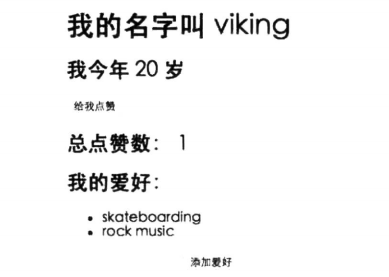 我的名字叫 viking
我今年 20 岁
给我点赞
总点赞数： 1
我的爱好：
skateboarding
rock music
添加爱好